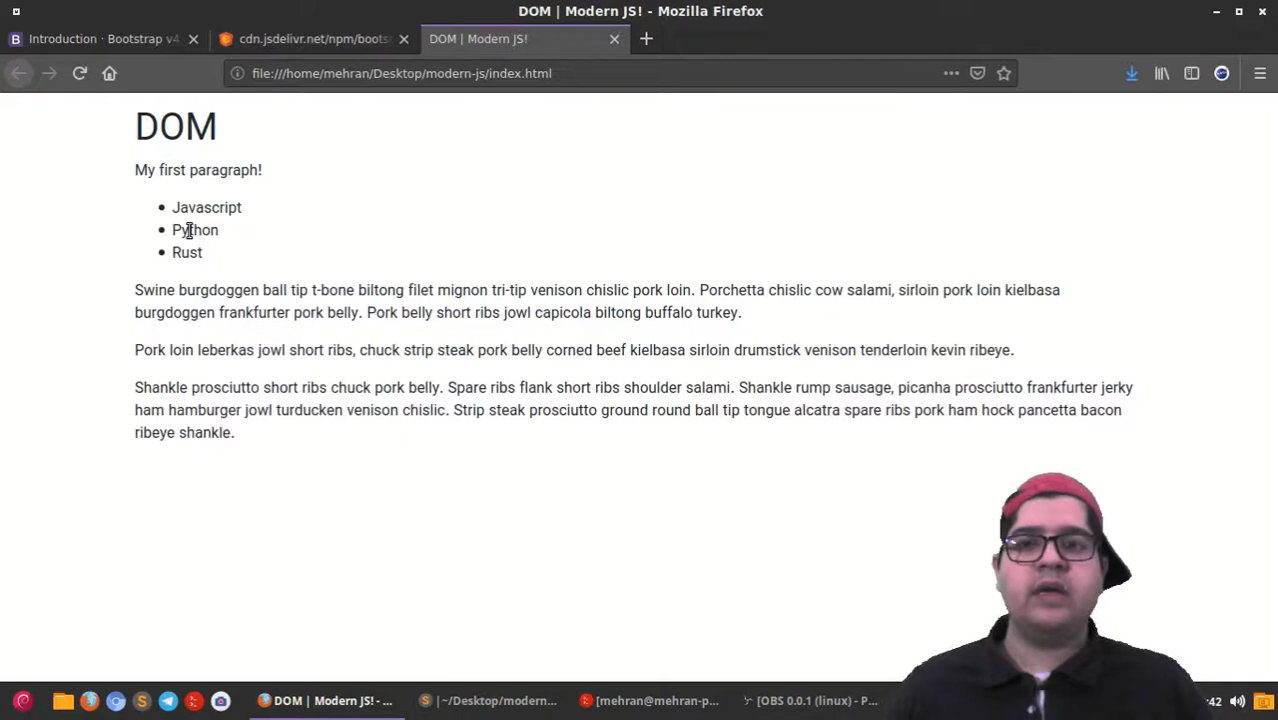 DOM | Modern JS! - Mozilla Firefox
Introduction · Bootstrap v4
cdn.jsdelivr.net/npm/boots
DOM | Modern JS!
file:///home/mehran/Desktop/modern-js/index.html
DOM
My first paragraph!
Javascript
Python
Rust
Swine burgdoggen ball tip t-bone biltong filet mignon tri-tip venison chislic pork loin. Porchetta chislic cow salami, sirloin pork loin kielbasa
burgdoggen frankfurter pork belly. Pork belly short ribs jowl capicola biltong buffalo turkey.
Pork loin leberkas jowl short ribs, chuck strip steak pork belly corned beef kielbasa sirloin drumstick venison tenderloin kevin ribeye.
Shankle prosciutto short ribs chuck pork belly. Spare ribs flank short ribs shoulder salami. Shankle rump sausage, picanha prosciutto frankfurter jerky
ham hamburger jowl turducken venison chislic. Strip steak prosciutto ground round ball tip tongue alcatra spare ribs pork ham hock pancetta bacon
ribeye shankle.
DOM | Modern JS! - ...
[~/Desktop/modern...
[mehran@mehran-p...
[OBS 0.0.1 (linux) - P...
:42